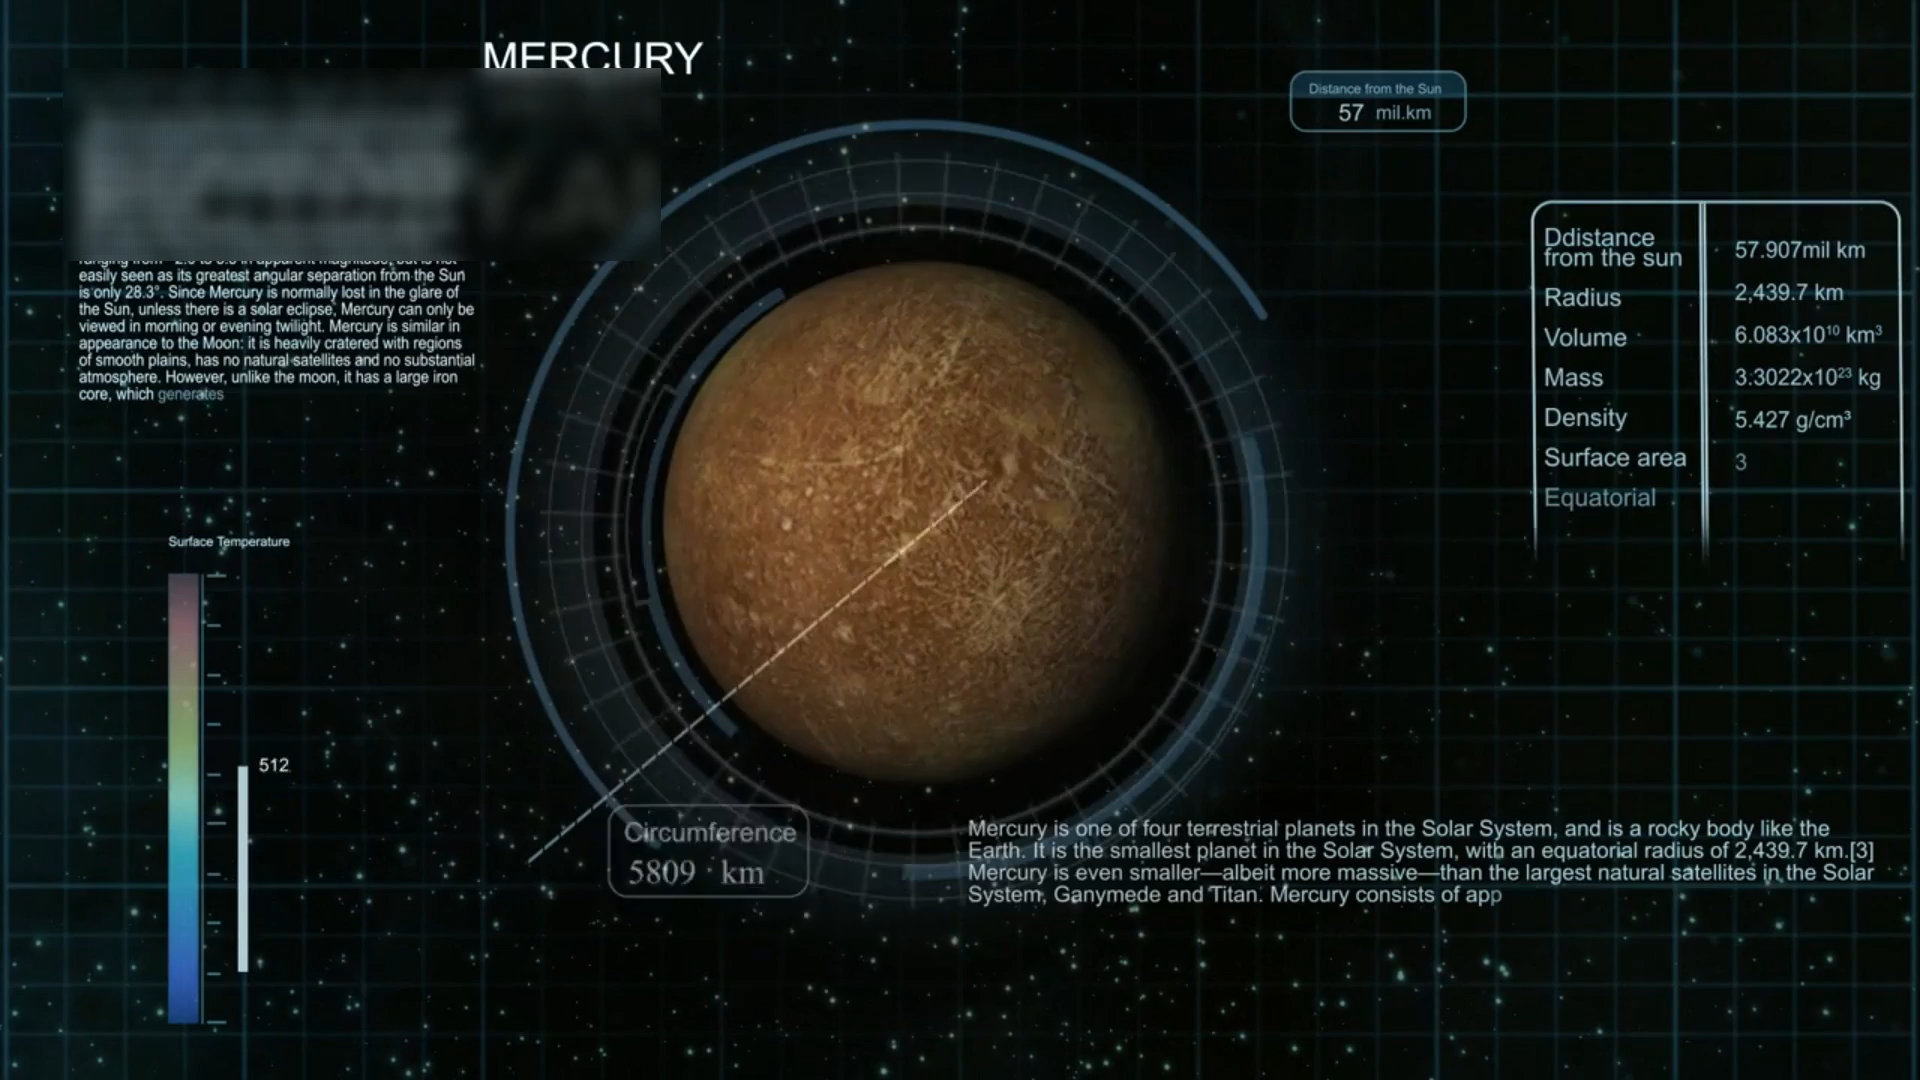 MERCURY
Distance from the Sun
57 mil.km
easily seen as its greatest angular separation from the Sun
is only 28.3°. Since Mercury is normally lost in the glare of
the Sun, unless there is a solar eclipse, Mercury can only be
viewed in morning or evening twilight. Mercury is similar in
appearance to the Moon: it is heavily cratered with regions
of smooth plains, has no natural satellites and no substantial
atmosphere. However, unlike the moon, it has a large iron
core, which generates
Ddistance
from the sun
57.907mil km
Radius
2,439.7 km
Volume
6.083x10¹⁰ km³
Mass
3.3022x10²³ kg
Density
5.427 g/cm³
Surface area
3
Equatorial
Surface Temperature
512
Circumference
5809 km
Mercury is one of four terrestrial planets in the Solar System, and is a rocky body like the
Earth. It is the smallest planet in the Solar System, with an equatorial radius of 2,439.7 km.[3]
Mercury is even smaller—albeit more massive—than the largest natural satellites in the Solar
System, Ganymede and Titan. Mercury consists of app